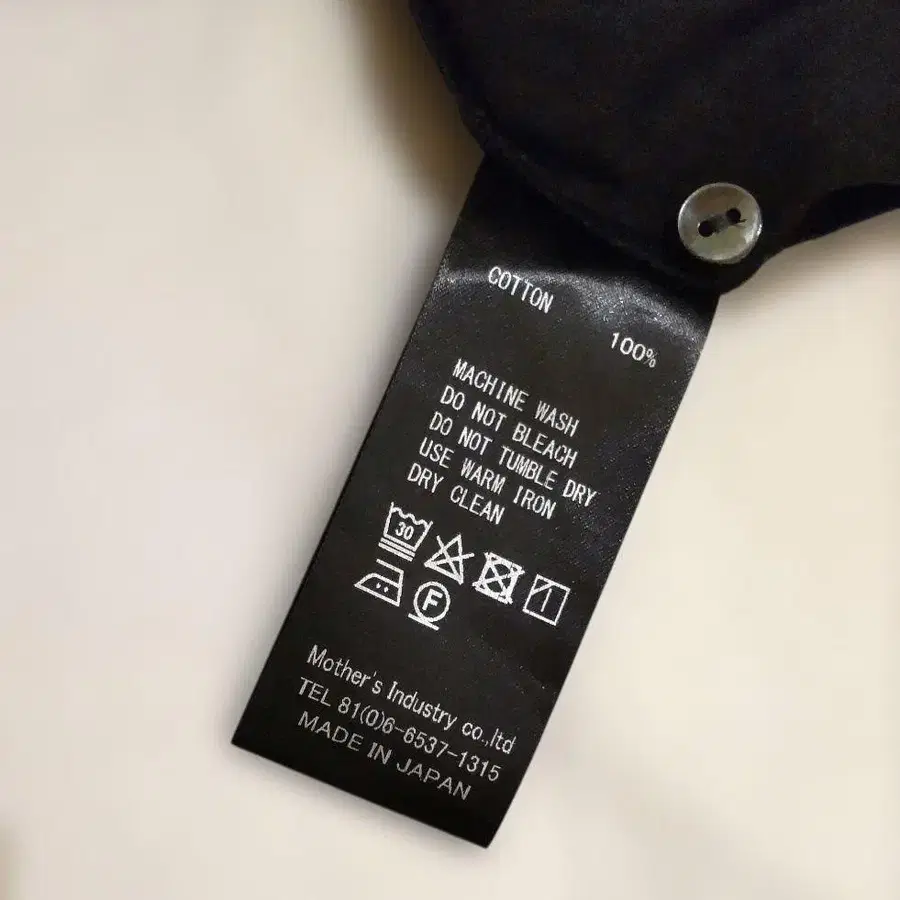 COTTON
100%
MACHINE WASH
DO NOT BLEACH
DO NOT TUMBLE DRY
USE WARM IRON
DRY CLEAN
30
F
Mother's Industry co.,ltd
TEL 81(0)6-6537-1315
MADE IN JAPAN